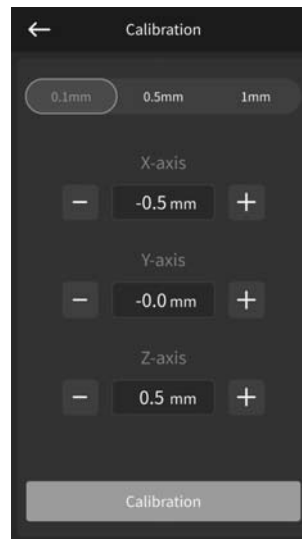 Calibration
0.1mm 0.5mm 1mm
X-axis
-0.5 mm
Y-axis
-0.0 mm
Z-axis
0.5 mm
Calibration